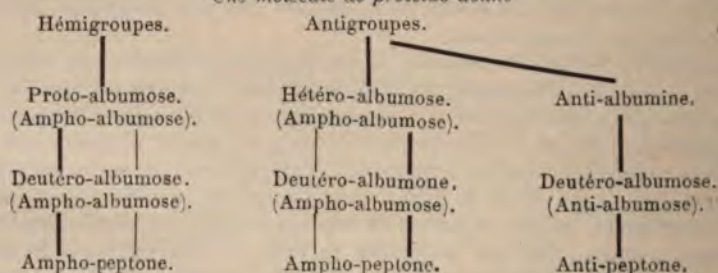 Une molécule de protéide donne
Hémigroupes. Antigroupes.
Proto-albumose. Hétéro-albumose. Anti-albumine.
(Ampho-albumose). (Ampho-albumose).
Deutéro-albumose. Deutéro-albumone. Deutéro-albumose.
(Ampho-albumose). (Ampho-albumose). (Anti-albumose).
Ampho-peptone. Ampho-peptone. Anti-peptone.